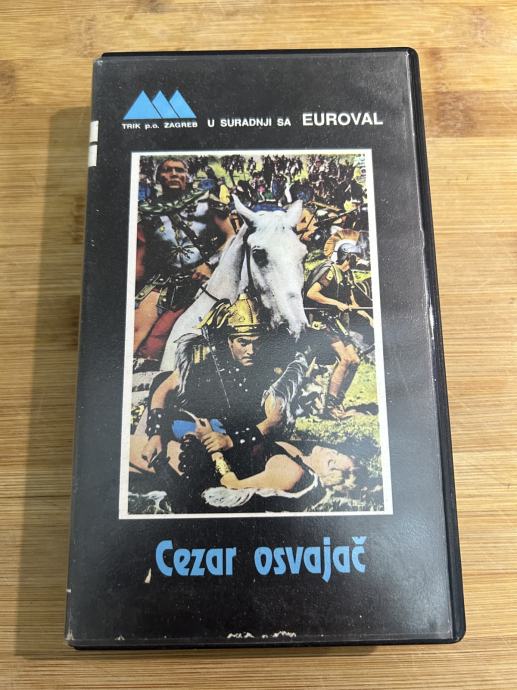 TRIK p.o. ZAGREB U SURADNJI SA EUROVAL
Cezar osvajač